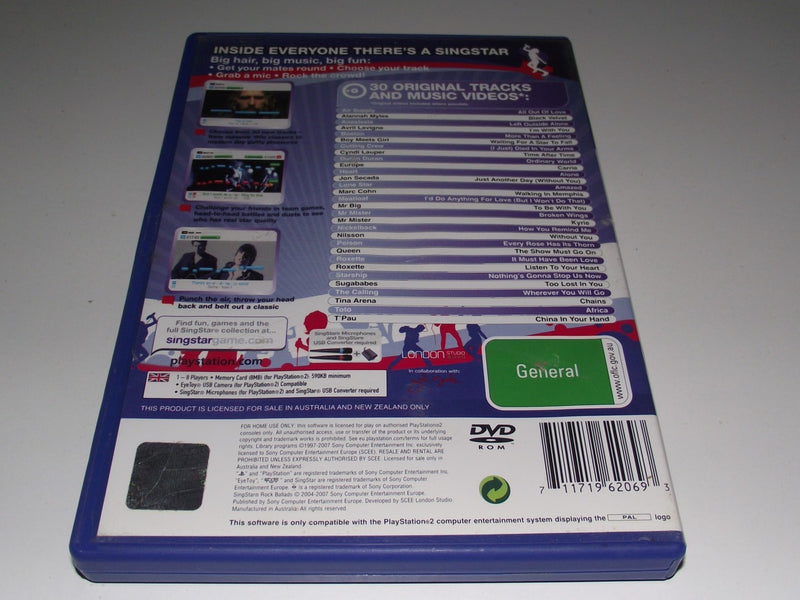 INSIDE EVERYONE THERE'S A SINGSTAR
Big hair, big music, big fun:
• Get your mates round • Choose your track
• Grab a mic • Rock the crowd!
30 ORIGINAL TRACKS
AND MUSIC VIDEOS*:
*Original artists included where possible
Air Supply All Out Of Love
Alannah Myles Black Velvet
Anastacia Left Outside Alone
Avril Lavigne I'm With You
Boston More Than a Feeling
Boy Meets Girl Waiting For A Star To Fall
Cutting Crew (I Just) Died In Your Arms
Cyndi Lauper Time After Time
Duran Duran Ordinary World
Europe Carrie
Heart Alone
Jon Secada Just Another Day (Without You)
Lone Star Amazed
Marc Cohn Walking In Memphis
Meatloaf I'd Do Anything For Love (But I Won't Do That)
Mr Big To Be With You
Mr Mister Broken Wings
Mr Mister Kyrie
Nickelback How You Remind Me
Nilsson Without You
Poison Every Rose Has Its Thorn
Queen The Show Must Go On
Roxette It Must Have Been Love
Roxette Listen To Your Heart
Starship Nothing's Gonna Stop Us Now
Sugababes Too Lost In You
The Calling Wherever You Will Go
Tina Arena Chains
Toto Africa
T'Pau China In Your Hand
Choose from 30 new tracks -
from massive 80s classics to
modern day guilty pleasures
Challenge your friends in team games,
head-to-head battles and duets to see
who has real star quality
Punch the air, throw your head
back and belt out a classic
Find fun, games and the
full SingStar® collection at...
singstargame.com
playstation.com
SingStar® Microphones
and SingStar®
USB Converter required
LONDON STUDIO
In collaboration with:
General
www.oflc.gov.au
1 – 8 Players • Memory Card (8MB) (for PlayStation®2): 590KB minimum
• EyeToy® USB Camera (for PlayStation®2) Compatible
• SingStar® Microphones (for PlayStation®2) and SingStar® USB Converter required
THIS PRODUCT IS LICENSED FOR SALE IN AUSTRALIA AND NEW ZEALAND ONLY
FOR HOME USE ONLY: this software is licensed for play on authorised PlayStation®2
consoles only. All unauthorised access, use or transfer of the product or its underlying
copyright and trademark works is prohibited. See eu.playstation.com/terms for full usage
rights. Library programs ©1997-2007 Sony Computer Entertainment Inc. exclusively
licensed to Sony Computer Entertainment Europe (SCEE). RESALE AND RENTAL ARE
PROHIBITED UNLESS EXPRESSLY AUTHORISED BY SCEE. Licensed for sale only in
Australia and New Zealand.
" " and "PlayStation" are registered trademarks of Sony Computer Entertainment Inc.
"EyeToy", " " and SingStar are registered trademarks of Sony Computer
Entertainment Europe. " " is a registered trademark of Sony Corporation.
SingStar® Rock Ballads © 2004-2007 Sony Computer Entertainment Europe.
Published by Sony Computer Entertainment Europe. Developed by SCEE London Studio.
Manufactured in Australia. All rights reserved.
DVD
ROM
7 11719 62069 3
This software is only compatible with the PlayStation®2 computer entertainment system displaying the PAL logo